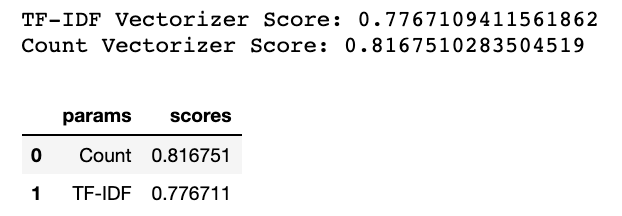 TF-IDF Vectorizer Score: 0.7767109411561862
Count Vectorizer Score: 0.8167510283504519
params scores
0 Count 0.816751
1 TF-IDF 0.776711